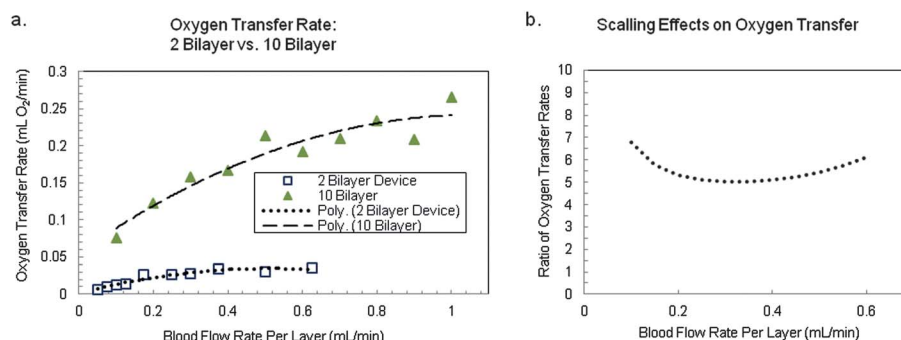 a.
Oxygen Transfer Rate:
2 Bilayer vs. 10 Bilayer
Oxygen Transfer Rate (mL O2/min)
0.3
0.25
0.2
0.15
0.1
0.05
0
2 Bilayer Device
10 Bilayer
Poly. (2 Bilayer Device)
Poly. (10 Bilayer)
0 0.2 0.4 0.6 0.8 1
Blood Flow Rate Per Layer (mL/min)
b.
Scalling Effects on Oxygen Transfer
Ratio of Oxygen Transfer Rates
10
9
8
7
6
5
4
3
2
1
0
0 0.2 0.4 0.6
Blood Flow Rate Per Layer (mL/min)